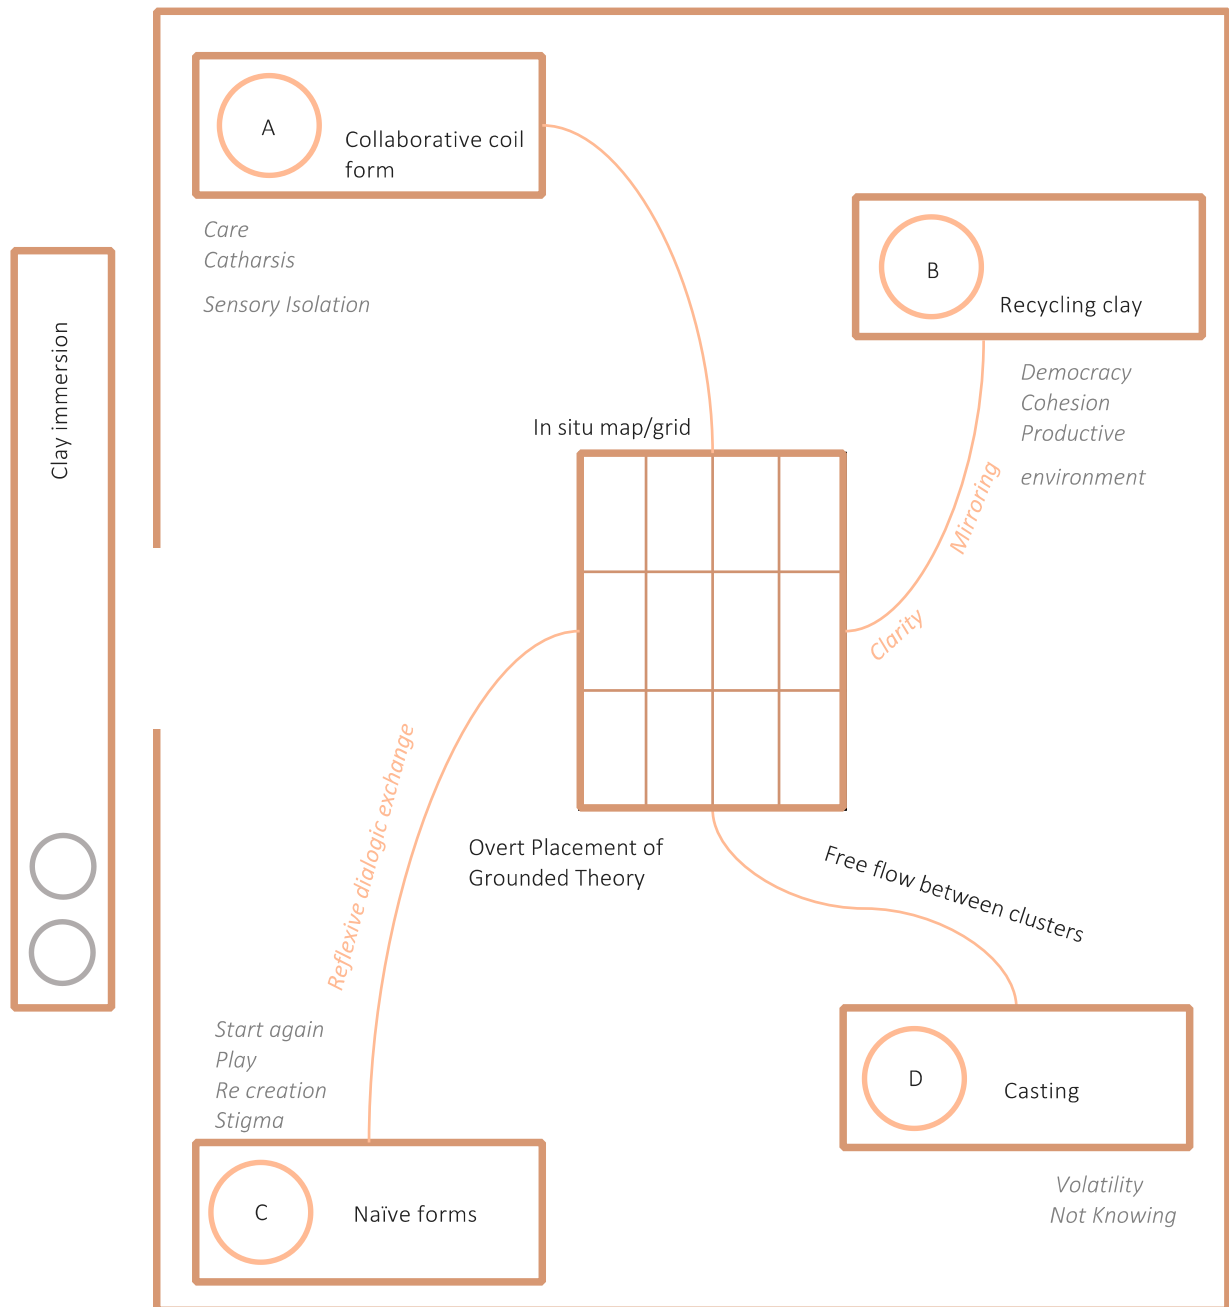 A
Collaborative coil
form
Care
Catharsis
Sensory Isolation
B
Recycling clay
Democracy
Cohesion
Productive
environment
Clay immersion
In situ map/grid
Mirroring
Clarity
Reflexive dialogic exchange
Overt Placement of
Grounded Theory
Free flow between clusters
Start again
Play
Re creation
Stigma
C
Naïve forms
D
Casting
Volatility
Not Knowing